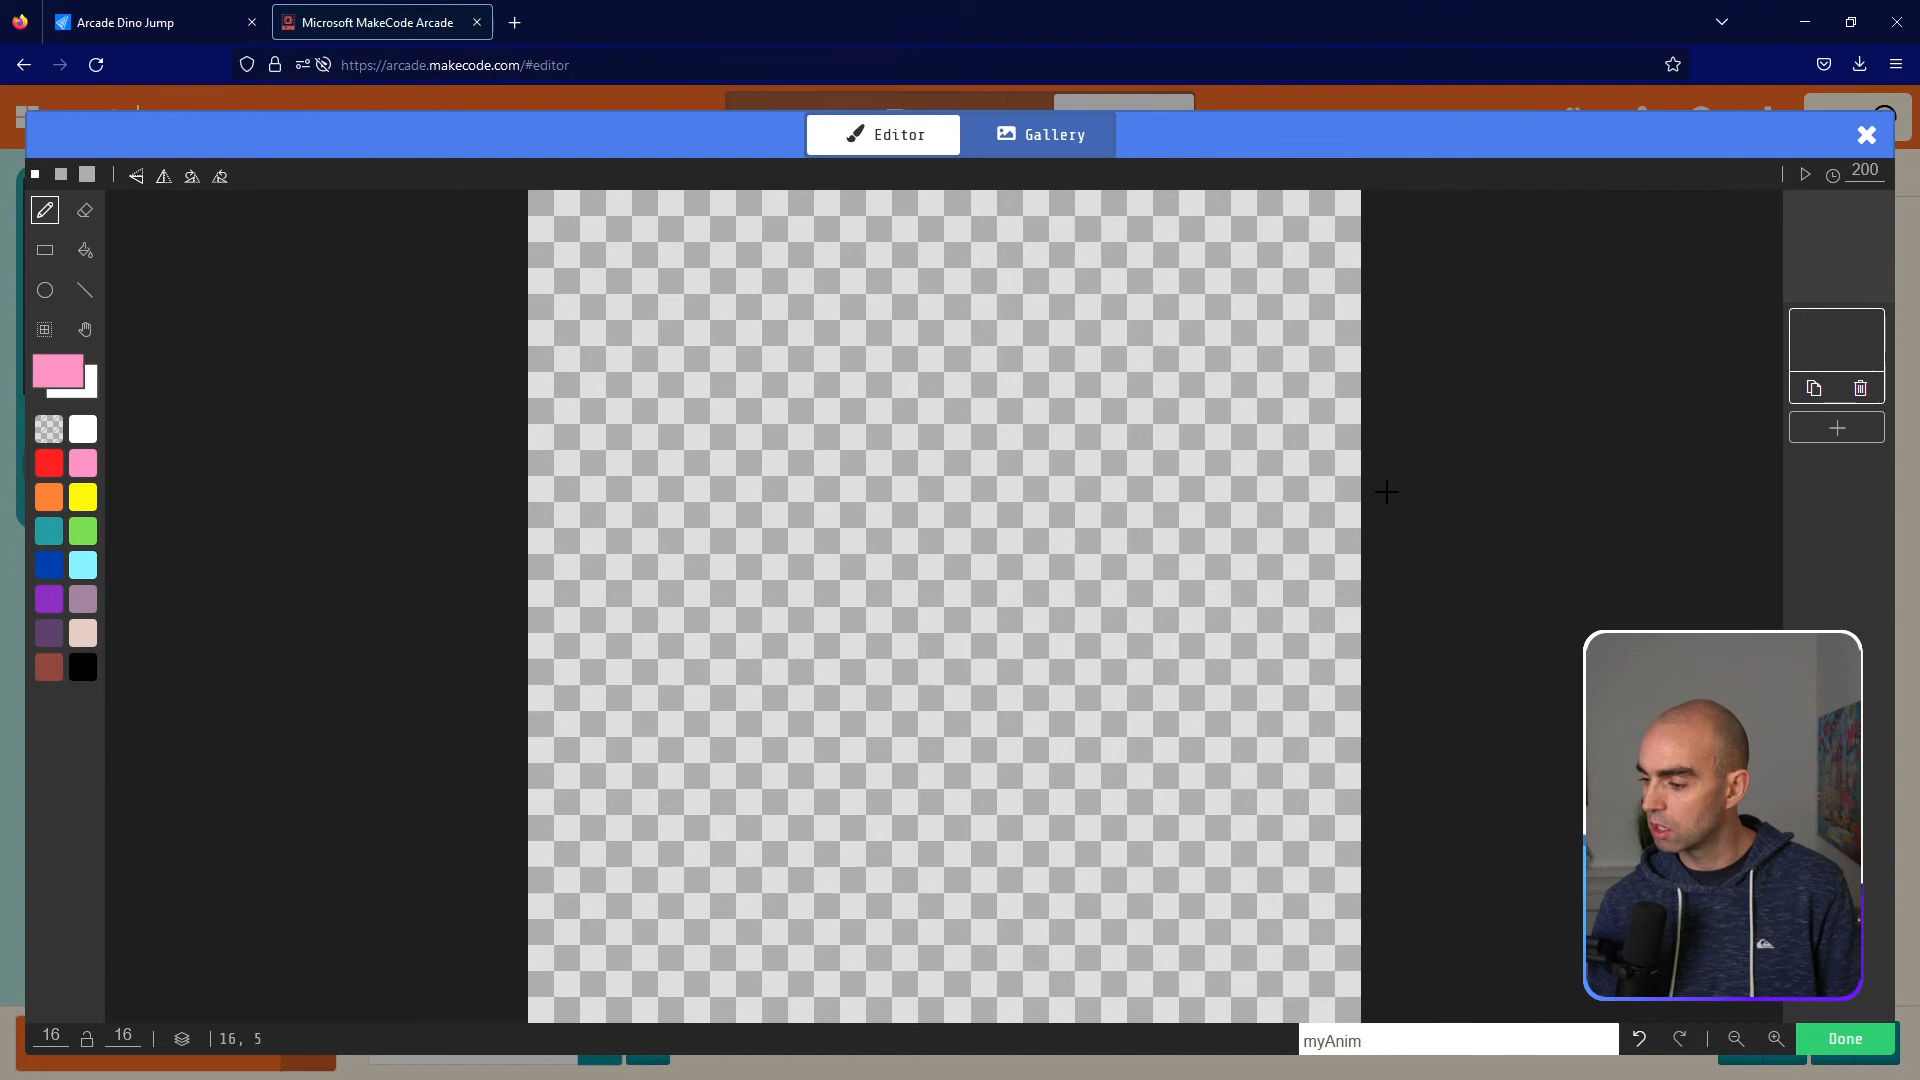 Arcade Dino Jump
Microsoft MakeCode Arcade
https://arcade.makecode.com/#editor
Editor
Gallery
200
16
16
16, 5
myAnim
Done